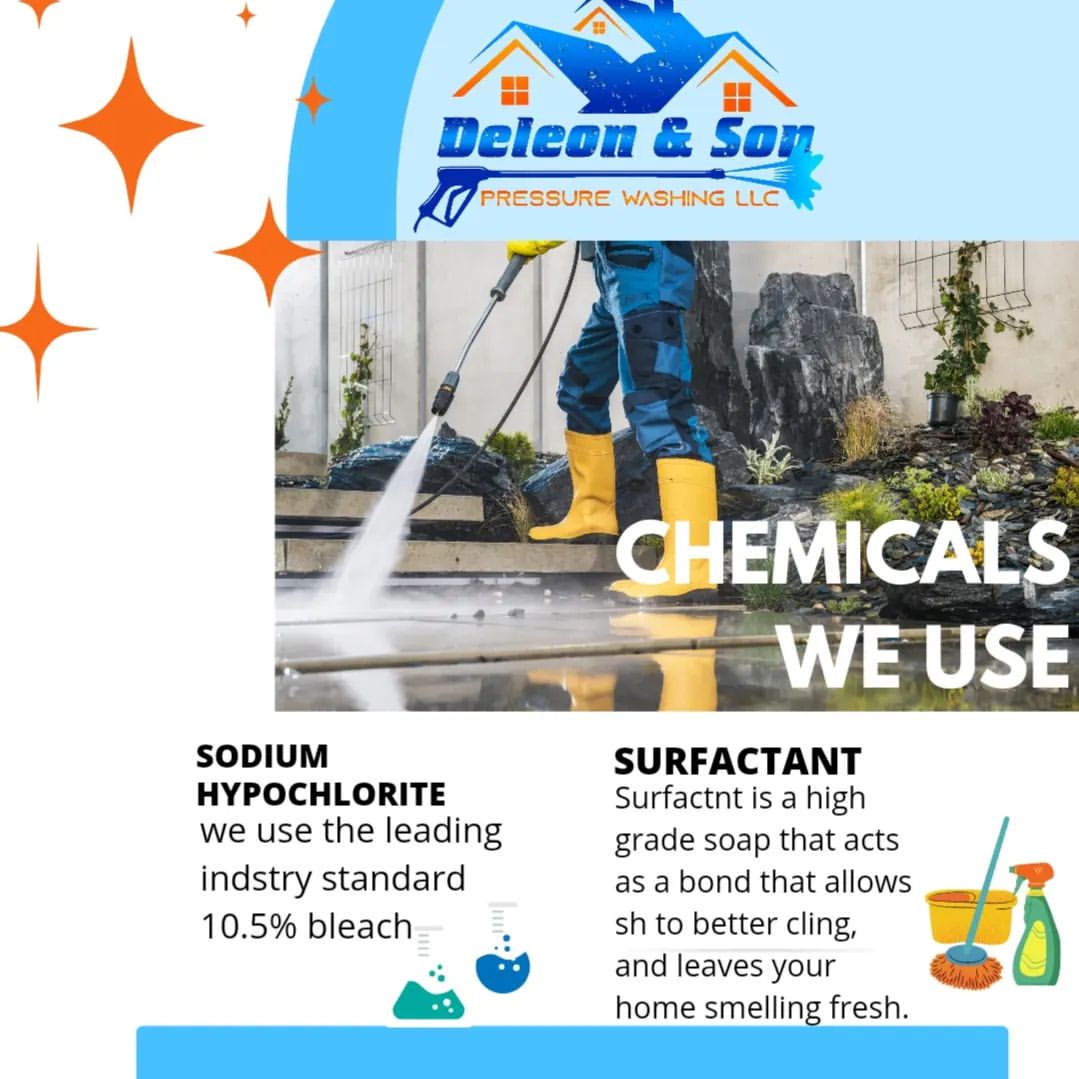 Deleon & Son
PRESSURE WASHING LLC
CHEMICALS
WE USE
SODIUM
HYPOCHLORITE
we use the leading
indstry standard
10.5% bleach
SURFACTANT
Surfactnt is a high
grade soap that acts
as a bond that allows
sh to better cling,
and leaves your
home smelling fresh.